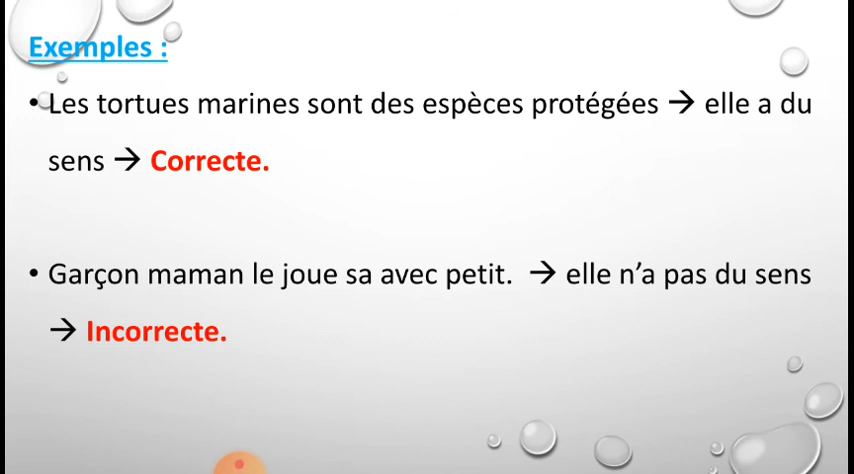 Exemples :
• Les tortues marines sont des espèces protégées → elle a du
sens → Correcte.
• Garçon maman le joue sa avec petit. → elle n’a pas du sens
→ Incorrecte.